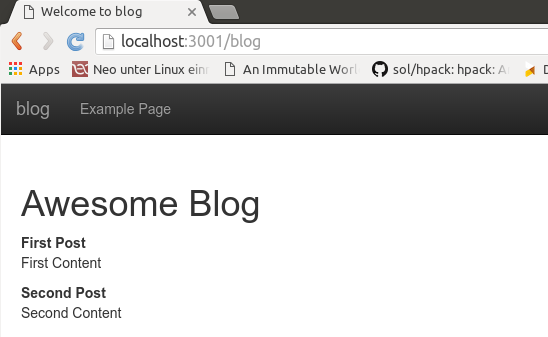 Welcome to blog
localhost:3001/blog
Apps Neo unter Linux ein An Immutable Worl sol/hpack: hpack: A
blog Example Page
Awesome Blog
First Post
First Content
Second Post
Second Content